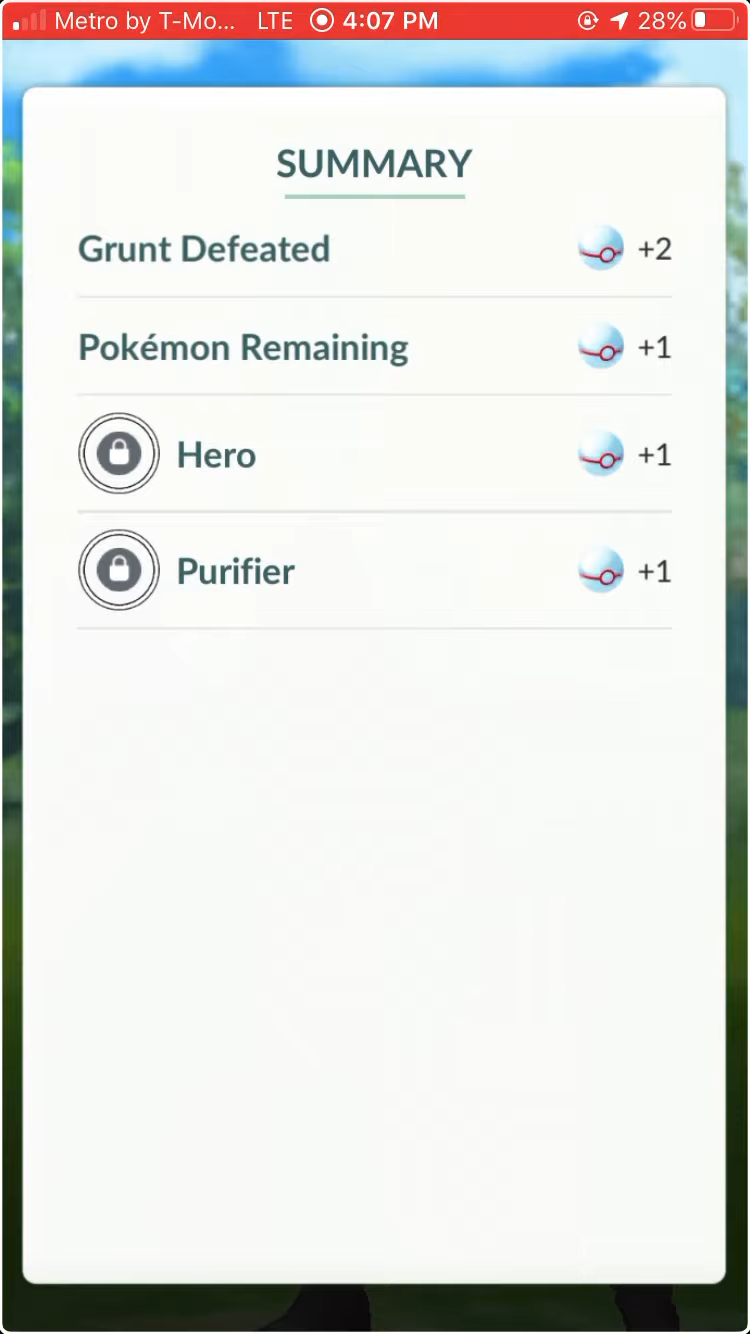 Metro by T-Mo... LTE 4:07 PM 28%
SUMMARY
Grunt Defeated +2
Pokémon Remaining +1
Hero +1
Purifier +1